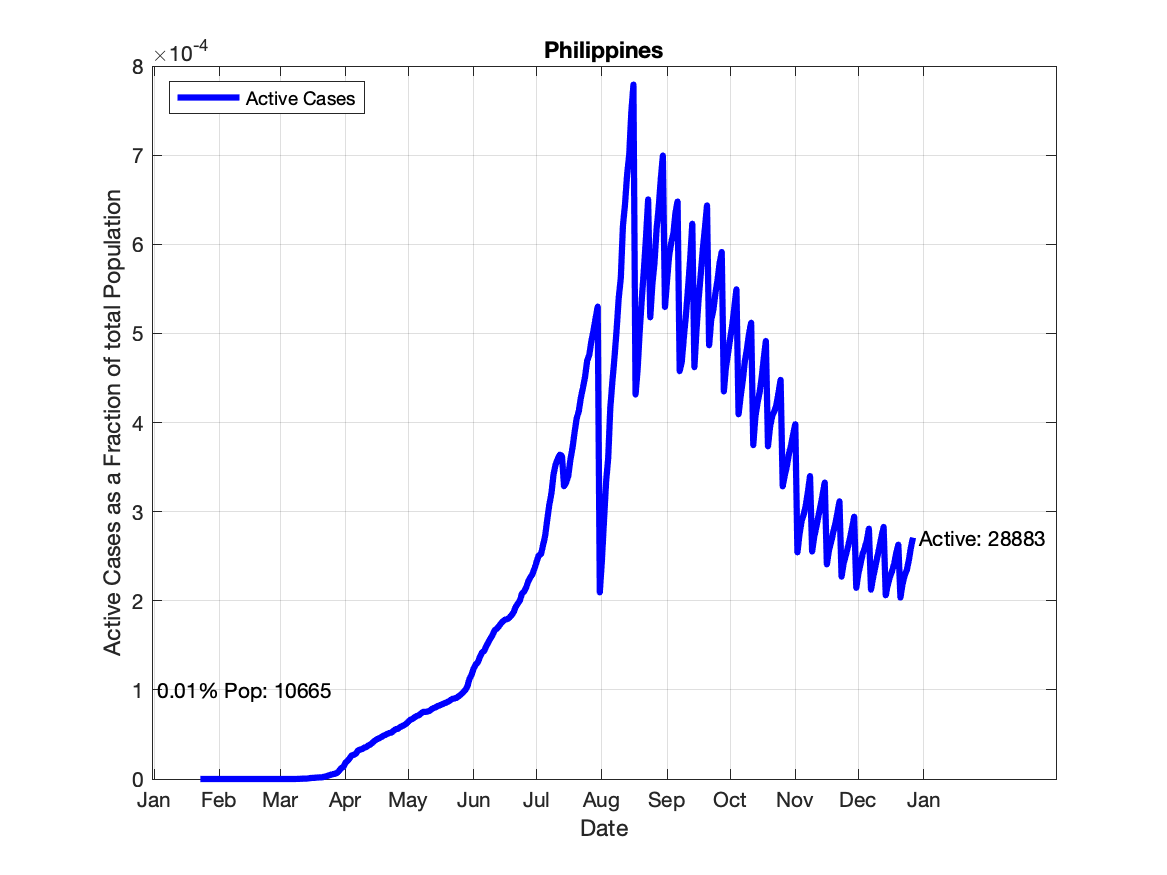 Philippines
×10-4
8
Active Cases
7
6
5
4
3
2
1
0
Active Cases as a Fraction of total Population
0.01% Pop: 10665
Active: 28883
Jan Feb Mar Apr May Jun Jul Aug Sep Oct Nov Dec Jan
Date